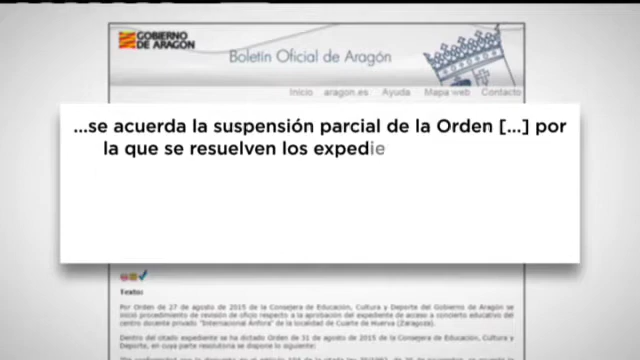 GOBIERNO
DE ARAGÓN
Boletín Oficial de Aragón
Inicio aragon.es Ayuda Mapa web Contacto
...se acuerda la suspensión parcial de la Orden [...] por
la que se resuelven los expedie
Texto:
Por Orden de 27 de agosto de 2015 de la Consejera de Educación, Cultura y Deporte del Gobierno de Aragón se
inició procedimiento de revisión de oficio respecto a la aprobación del expediente de acceso a concierto educativo del
centro docente privado "Internacional Ánfora" de la localidad de Cuarte de Huerva (Zaragoza).
Dentro del citado expediente se ha dictado Orden de 31 de agosto de 2015 de la Consejera de Educación, Cultura y
Deporte, en cuya parte resolutoria se dispone lo siguiente: